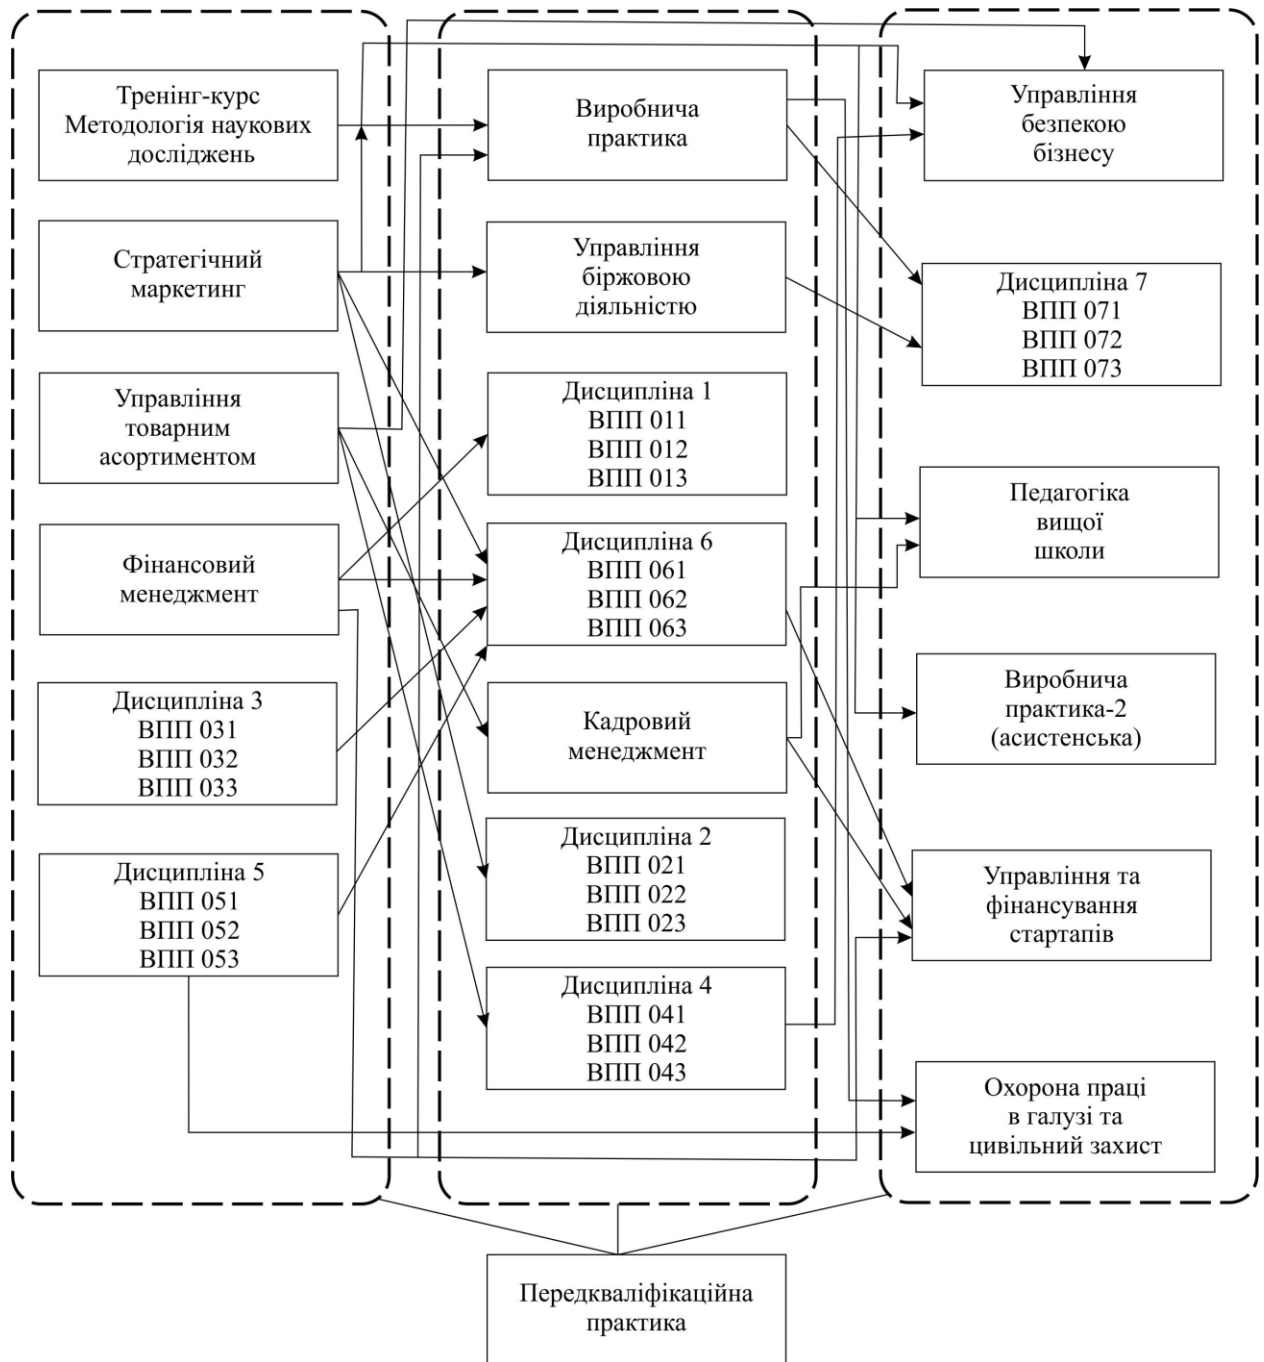 Тренінг-курс
Методологія наукових
досліджень
Стратегічний
маркетинг
Управління
товарним
асортиментом
Фінансовий
менеджмент
Дисципліна 3
ВПП 031
ВПП 032
ВПП 033
Дисципліна 5
ВПП 051
ВПП 052
ВПП 053
Виробнича
практика
Управління
біржовою
діяльністю
Дисципліна 1
ВПП 011
ВПП 012
ВПП 013
Дисципліна 6
ВПП 061
ВПП 062
ВПП 063
Кадровий
менеджмент
Дисципліна 2
ВПП 021
ВПП 022
ВПП 023
Дисципліна 4
ВПП 041
ВПП 042
ВПП 043
Управління
безпекою
бізнесу
Дисципліна 7
ВПП 071
ВПП 072
ВПП 073
Педагогіка
вищої
школи
Виробнича
практика-2
(асистенська)
Управління та
фінансування
стартапів
Охорона праці
в галузі та
цивільний захист
Передкваліфікаційна
практика